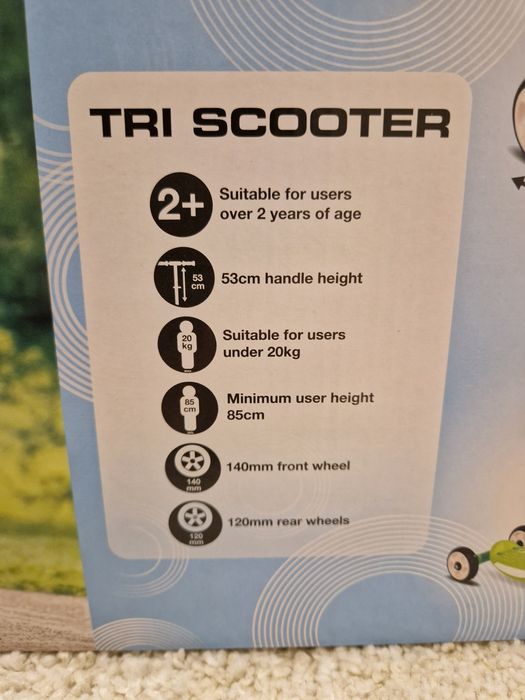 TRI SCOOTER
2+
Suitable for users
over 2 years of age
53
cm
53cm handle height
20
kg
Suitable for users
under 20kg
85
cm
Minimum user height
85cm
140
mm
140mm front wheel
120
mm
120mm rear wheels